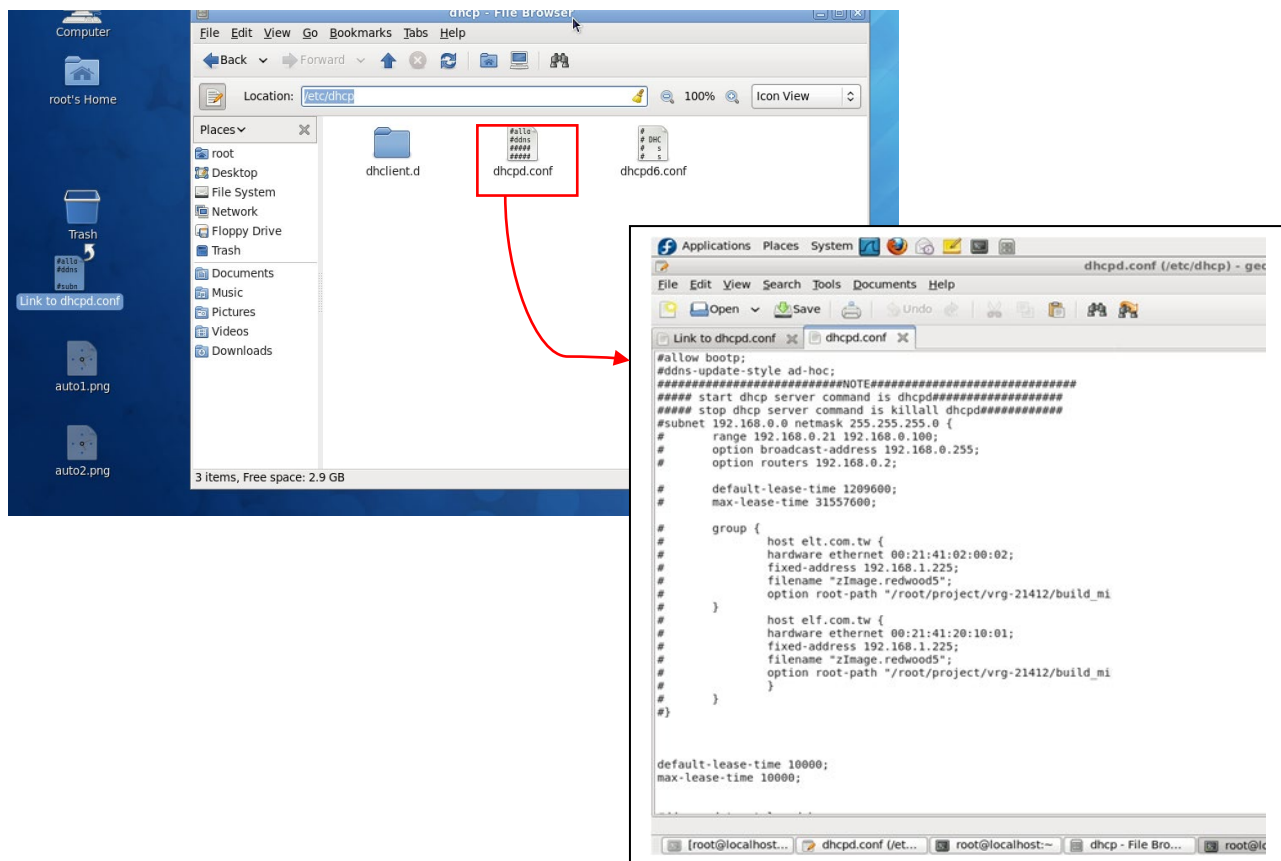 Computer
root's Home
Trash
#allo
#ddns
#subn
Link to dhcpd.conf
auto1.png
auto2.png
dhcp - File Browser
File Edit View Go Bookmarks Tabs Help
Back Forward
Location: /etc/dhcp 100% Icon View
Places
root
Desktop
File System
Network
Floppy Drive
Trash
Documents
Music
Pictures
Videos
Downloads
dhclient.d
#allo
#ddns
#####
#####
dhcpd.conf
#
# DHC
# s
# s
dhcpd6.conf
3 items, Free space: 2.9 GB
Applications Places System
dhcpd.conf (/etc/dhcp) - ged
File Edit View Search Tools Documents Help
Open Save Undo
Link to dhcpd.conf dhcpd.conf
#allow bootp;
#ddns-update-style ad-hoc;
###########################NOTE##############################
##### start dhcp server command is dhcpd###################
##### stop dhcp server command is killall dhcpd############
#subnet 192.168.0.0 netmask 255.255.255.0 {
# range 192.168.0.21 192.168.0.100;
# option broadcast-address 192.168.0.255;
# option routers 192.168.0.2;
# default-lease-time 1209600;
# max-lease-time 31557600;
# group {
# host elt.com.tw {
# hardware ethernet 00:21:41:02:00:02;
# fixed-address 192.168.1.225;
# filename "zImage.redwood5";
# option root-path "/root/project/vrg-21412/build_mi
# }
# host elf.com.tw {
# hardware ethernet 00:21:41:20:10:01;
# fixed-address 192.168.1.225;
# filename "zImage.redwood5";
# option root-path "/root/project/vrg-21412/build_mi
# }
# }
#}
default-lease-time 10000;
max-lease-time 10000;
[root@localhost... dhcpd.conf (/et... root@localhost:~ dhcp - File Bro... root@lo